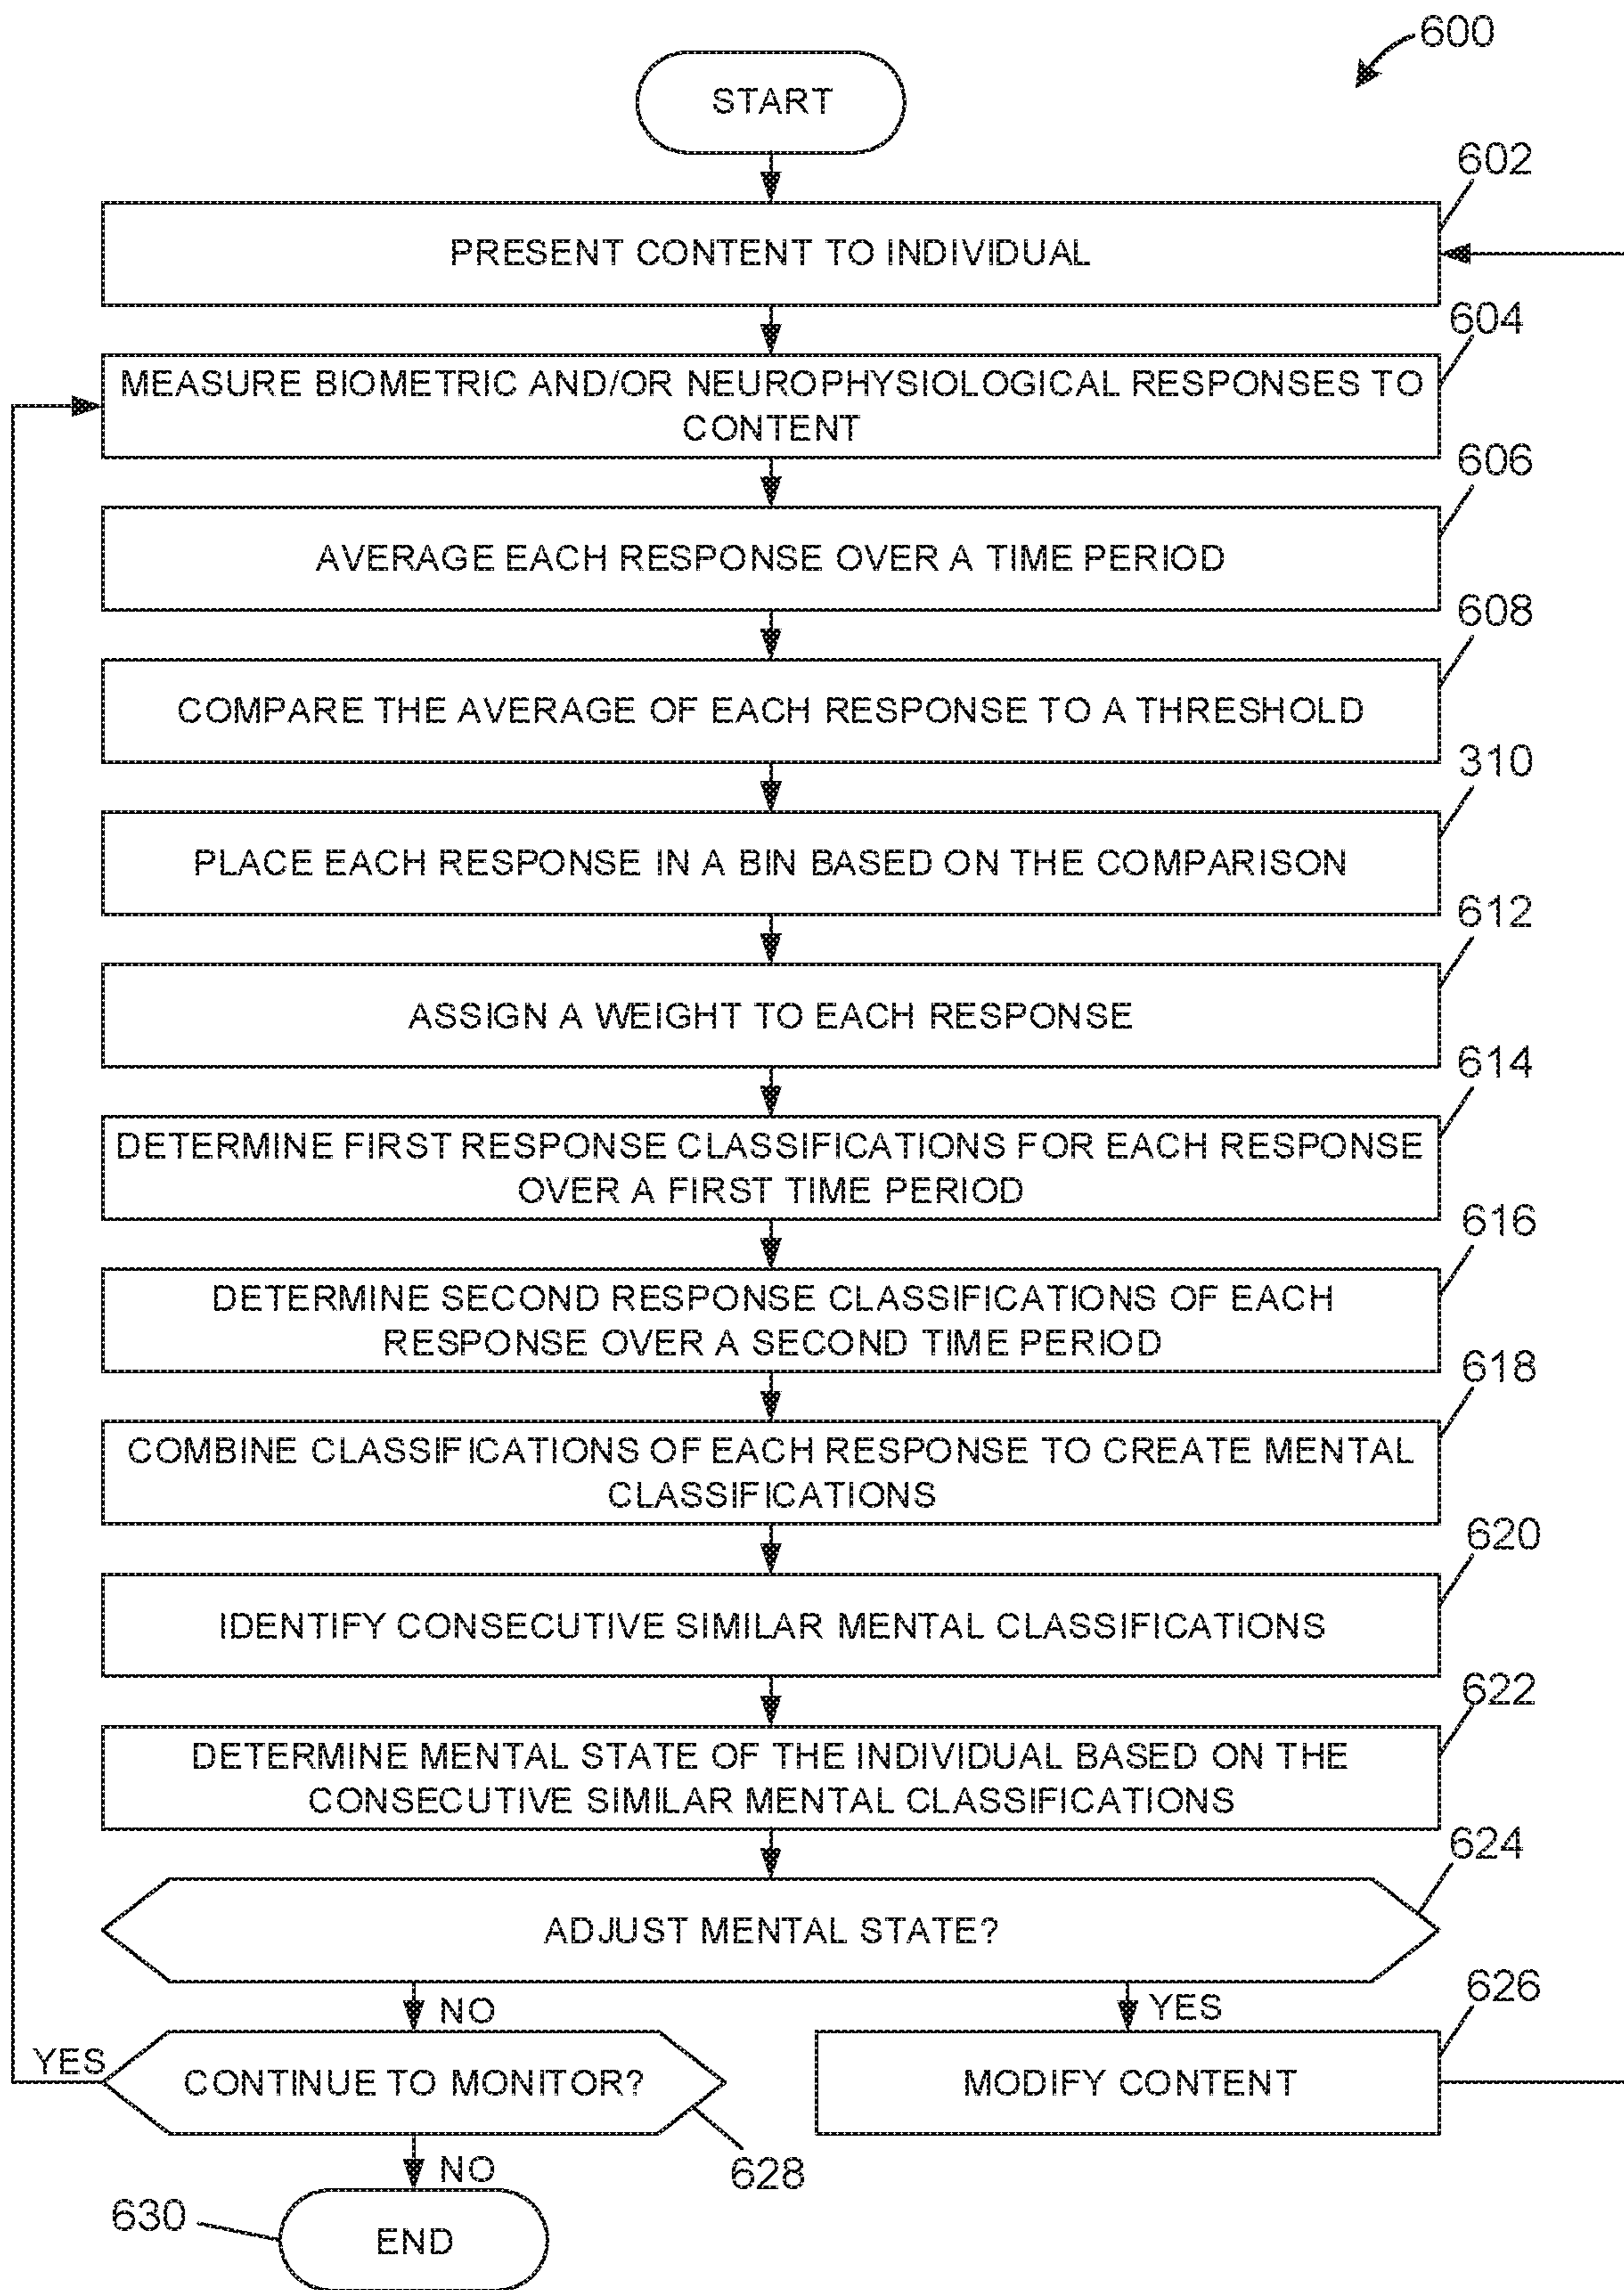 600
START
602
PRESENT CONTENT TO INDIVIDUAL
604
MEASURE BIOMETRIC AND/OR NEUROPHYSIOLOGICAL RESPONSES TO
CONTENT
606
AVERAGE EACH RESPONSE OVER A TIME PERIOD
608
COMPARE THE AVERAGE OF EACH RESPONSE TO A THRESHOLD
310
PLACE EACH RESPONSE IN A BIN BASED ON THE COMPARISON
612
ASSIGN A WEIGHT TO EACH RESPONSE
614
DETERMINE FIRST RESPONSE CLASSIFICATIONS FOR EACH RESPONSE
OVER A FIRST TIME PERIOD
616
DETERMINE SECOND RESPONSE CLASSIFICATIONS OF EACH
RESPONSE OVER A SECOND TIME PERIOD
618
COMBINE CLASSIFICATIONS OF EACH RESPONSE TO CREATE MENTAL
CLASSIFICATIONS
620
IDENTIFY CONSECUTIVE SIMILAR MENTAL CLASSIFICATIONS
622
DETERMINE MENTAL STATE OF THE INDIVIDUAL BASED ON THE
CONSECUTIVE SIMILAR MENTAL CLASSIFICATIONS
624
ADJUST MENTAL STATE?
NO
YES
626
YES
CONTINUE TO MONITOR?
MODIFY CONTENT
628
NO
630
END